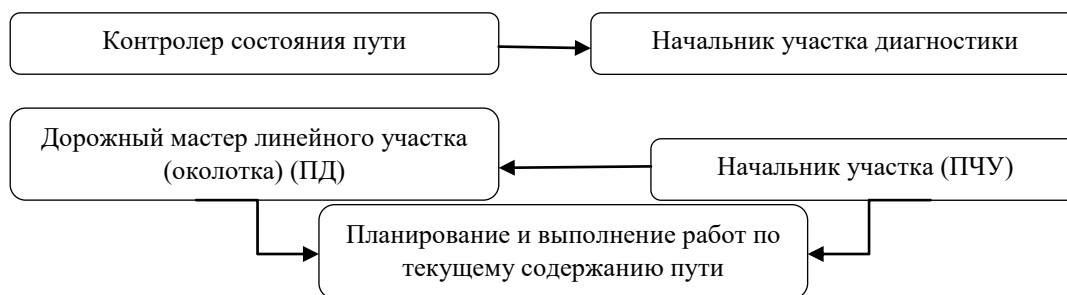 Контролер состояния пути
Начальник участка диагностики
Дорожный мастер линейного участка
(околотка) (ПД)
Начальник участка (ПЧУ)
Планирование и выполнение работ по
текущему содержанию пути